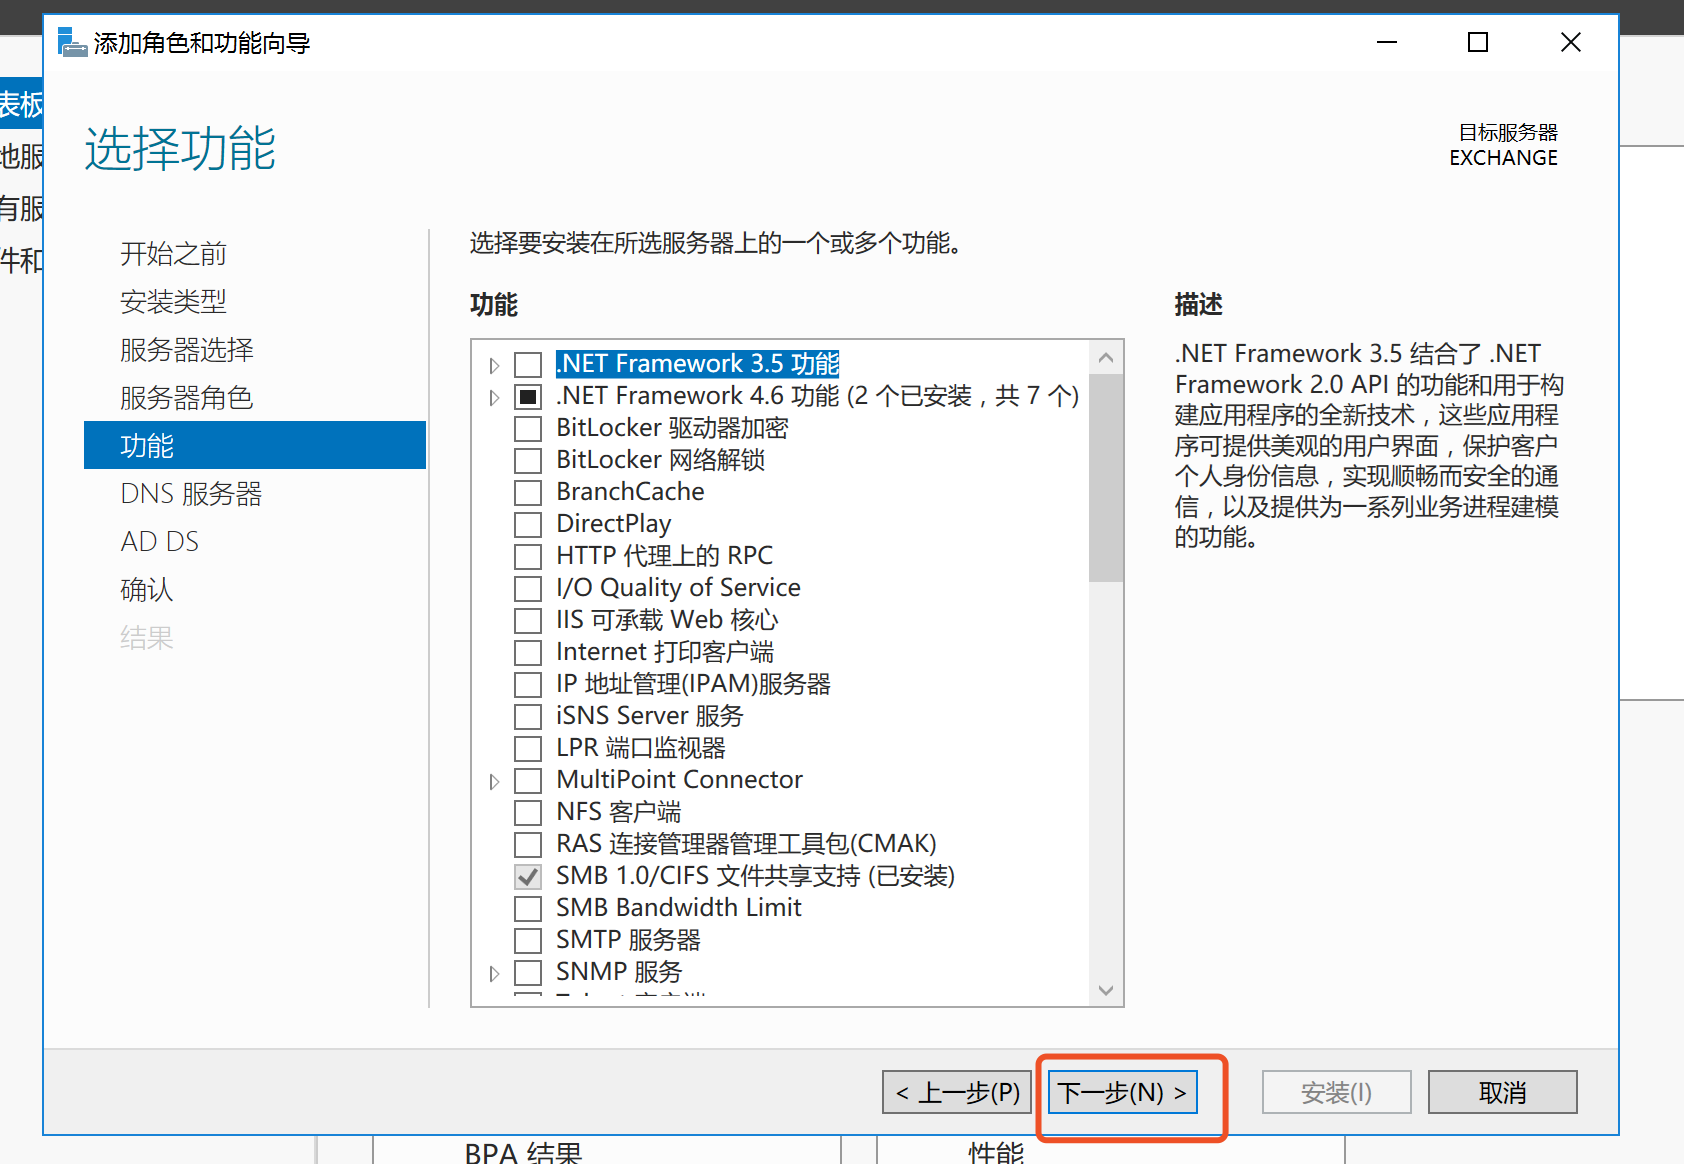 添加角色和功能向导
表板
地服
有服
件和
选择功能
目标服务器
EXCHANGE
开始之前
安装类型
服务器选择
服务器角色
功能
DNS 服务器
AD DS
确认
结果
选择要安装在所选服务器上的一个或多个功能。
功能
.NET Framework 3.5 功能
.NET Framework 4.6 功能 (2 个已安装，共 7 个)
BitLocker 驱动器加密
BitLocker 网络解锁
BranchCache
DirectPlay
HTTP 代理上的 RPC
I/O Quality of Service
IIS 可承载 Web 核心
Internet 打印客户端
IP 地址管理(IPAM)服务器
iSNS Server 服务
LPR 端口监视器
MultiPoint Connector
NFS 客户端
RAS 连接管理器管理工具包(CMAK)
SMB 1.0/CIFS 文件共享支持 (已安装)
SMB Bandwidth Limit
SMTP 服务器
SNMP 服务
描述
.NET Framework 3.5 结合了 .NET
Framework 2.0 API 的功能和用于构
建应用程序的全新技术，这些应用程
序可提供美观的用户界面，保护客户
个人身份信息，实现顺畅而安全的通
信，以及提供为一系列业务进程建模
的功能。
< 上一步(P)
下一步(N) >
安装(I)
取消
BPA 结果
性能